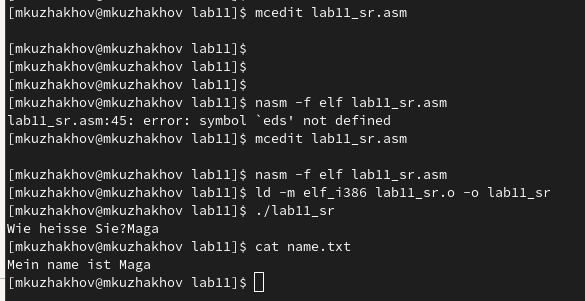 [mkuzhakhov@mkuzhakhov lab11]$ mcedit lab11_sr.asm
[mkuzhakhov@mkuzhakhov lab11]$
[mkuzhakhov@mkuzhakhov lab11]$
[mkuzhakhov@mkuzhakhov lab11]$
[mkuzhakhov@mkuzhakhov lab11]$ nasm -f elf lab11_sr.asm
lab11_sr.asm:45: error: symbol `eds' not defined
[mkuzhakhov@mkuzhakhov lab11]$ mcedit lab11_sr.asm
[mkuzhakhov@mkuzhakhov lab11]$ nasm -f elf lab11_sr.asm
[mkuzhakhov@mkuzhakhov lab11]$ ld -m elf_i386 lab11_sr.o -o lab11_sr
[mkuzhakhov@mkuzhakhov lab11]$ ./lab11_sr
Wie heisse Sie?Maga
[mkuzhakhov@mkuzhakhov lab11]$ cat name.txt
Mein name ist Maga
[mkuzhakhov@mkuzhakhov lab11]$